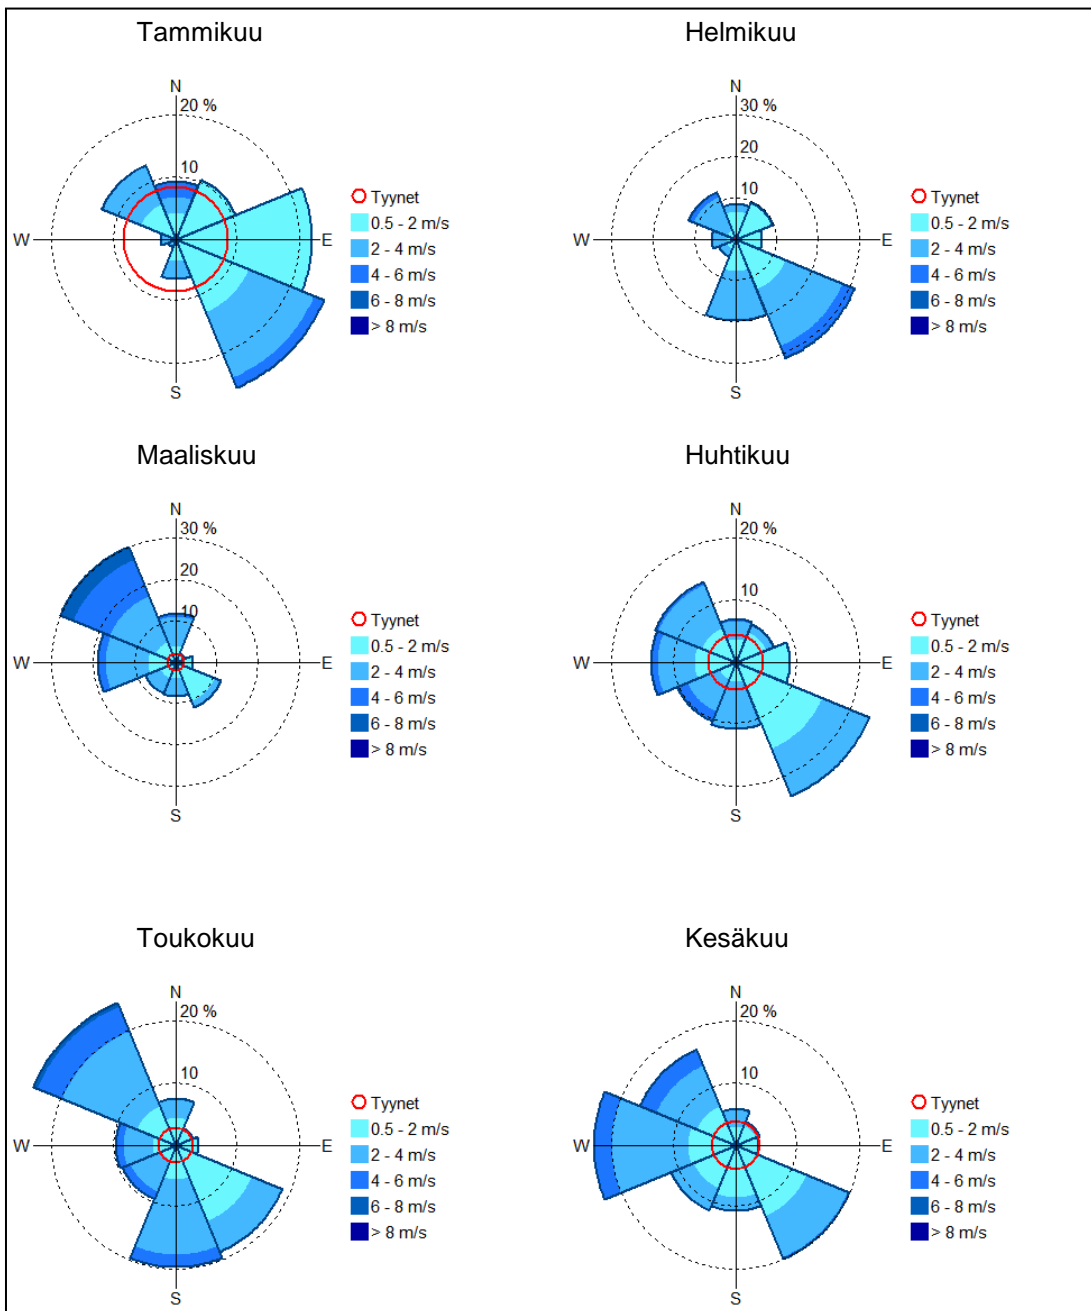 Tammikuu
N
20 %
10
W
E
S
Tyynet
0.5 - 2 m/s
2 - 4 m/s
4 - 6 m/s
6 - 8 m/s
> 8 m/s
Helmikuu
N
30 %
20
10
W
E
S
Tyynet
0.5 - 2 m/s
2 - 4 m/s
4 - 6 m/s
6 - 8 m/s
> 8 m/s
Maaliskuu
N
30 %
20
10
W
E
S
Tyynet
0.5 - 2 m/s
2 - 4 m/s
4 - 6 m/s
6 - 8 m/s
> 8 m/s
Huhtikuu
N
20 %
10
W
E
S
Tyynet
0.5 - 2 m/s
2 - 4 m/s
4 - 6 m/s
6 - 8 m/s
> 8 m/s
Toukokuu
N
20 %
10
W
E
S
Tyynet
0.5 - 2 m/s
2 - 4 m/s
4 - 6 m/s
6 - 8 m/s
> 8 m/s
Kesäkuu
N
20 %
10
W
E
S
Tyynet
0.5 - 2 m/s
2 - 4 m/s
4 - 6 m/s
6 - 8 m/s
> 8 m/s